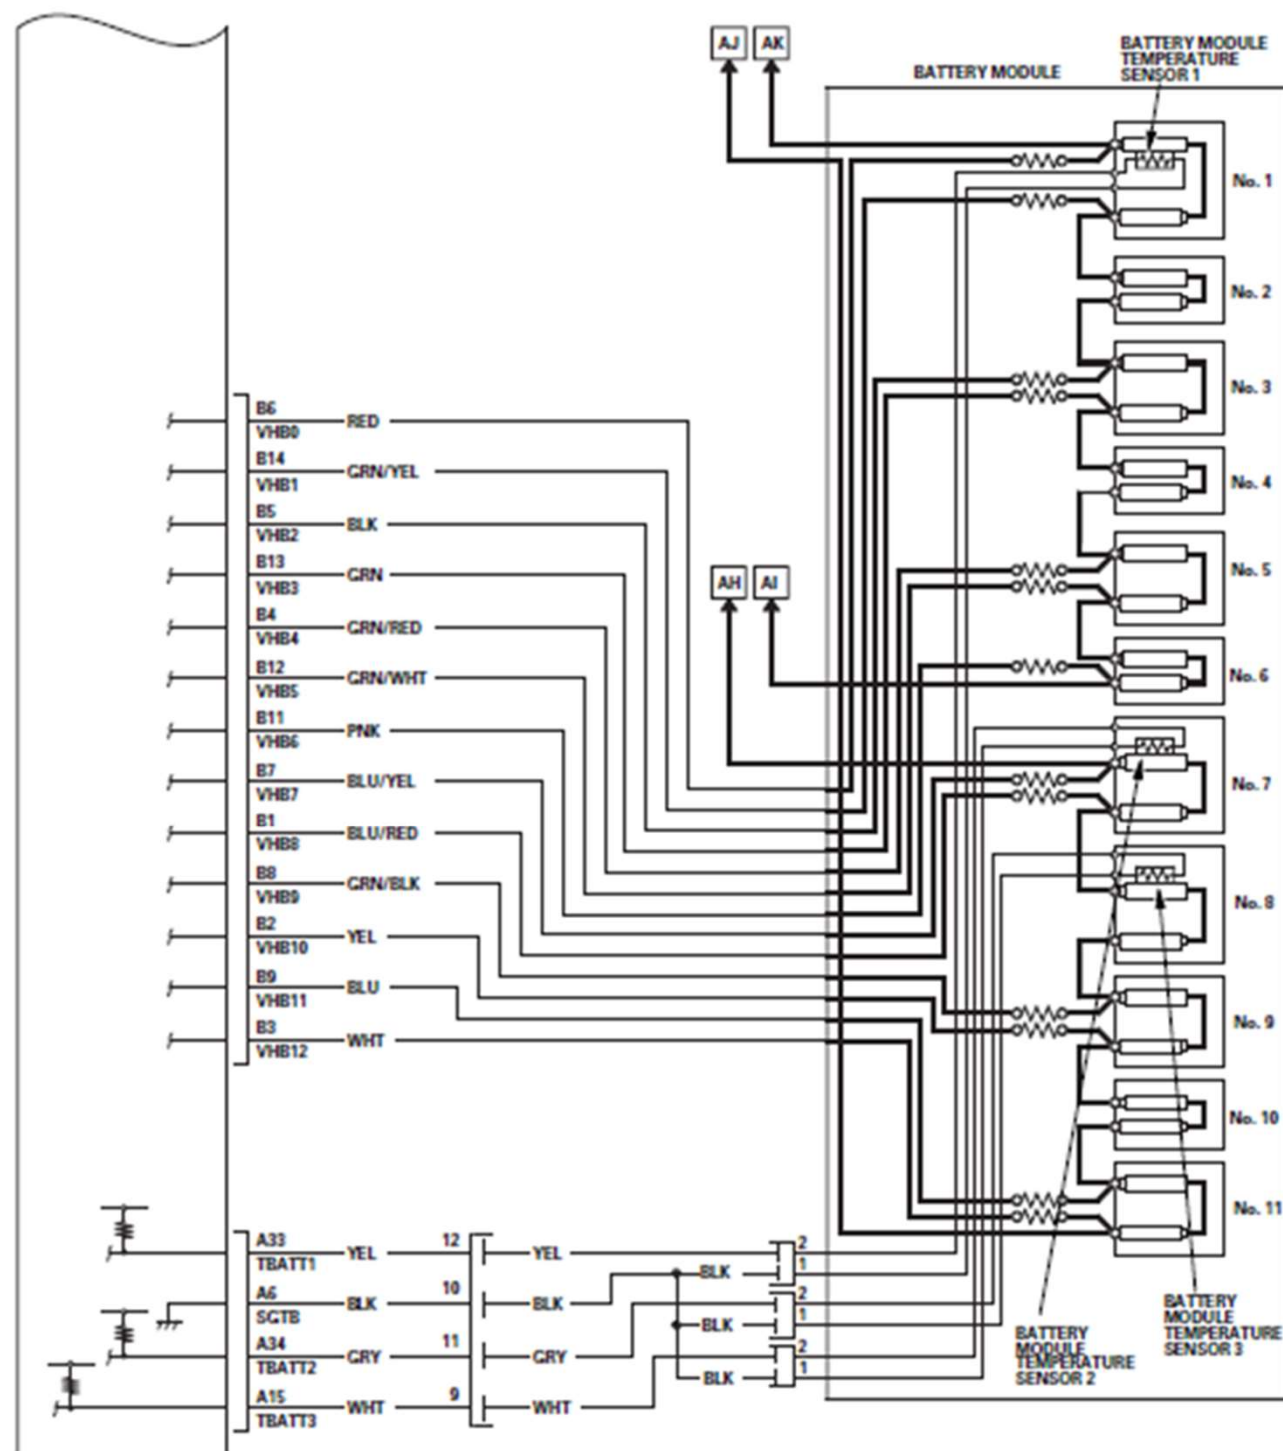 AJ AK
BATTERY MODULE
TEMPERATURE
SENSOR 1
BATTERY MODULE
No. 1
No. 2
No. 3
B6
VHB0
RED
B14
VHB1
GRN/YEL
No. 4
B5
VHB2
BLK
B13
VHB3
GRN
AH AI
No. 5
B4
VHB4
GRN/RED
B12
VHB5
GRN/WHT
No. 6
B11
VHB6
PNK
B7
VHB7
BLU/YEL
No. 7
B1
VHB8
BLU/RED
B8
VHB9
GRN/BLK
No. 8
B2
VHB10
YEL
B9
VHB11
BLU
No. 9
B3
VHB12
WHT
No. 10
No. 11
A33
TBATT1
YEL 12 YEL 2
BLK 1
A6
SGTB
BLK 10 BLK 2
BLK 1
A34
TBATT2
GRY 11 GRY 2
BLK 1
A15
TBATT3
WHT 9 WHT
BATTERY
MODULE
TEMPERATURE
SENSOR 2
BATTERY
MODULE
TEMPERATURE
SENSOR 3